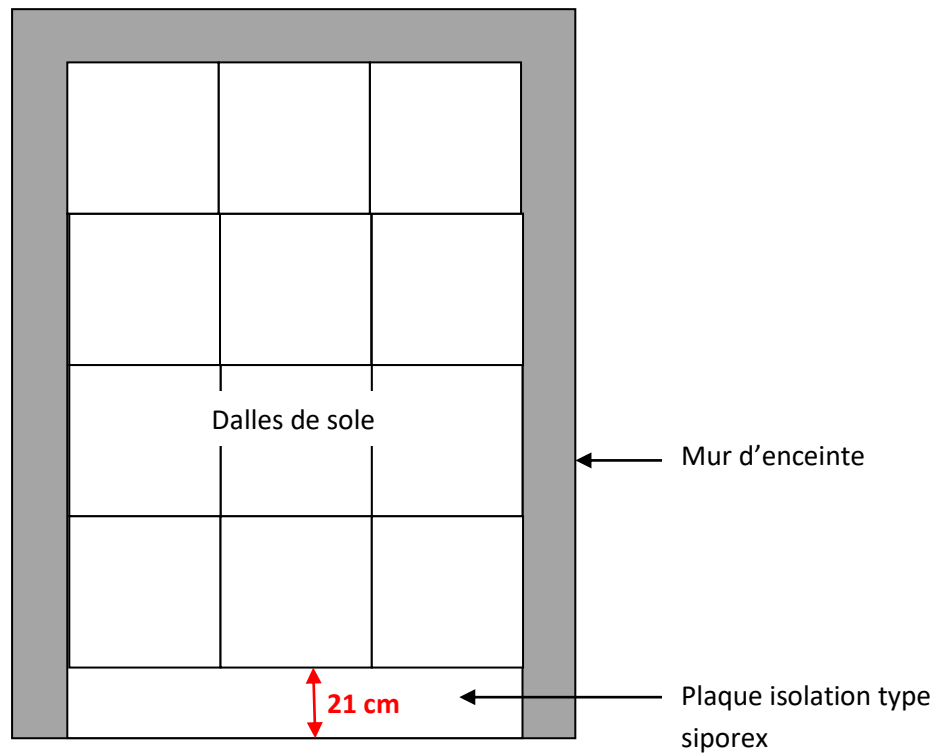 Dalles de sole
Mur d’enceinte
21 cm
Plaque isolation type
siporex